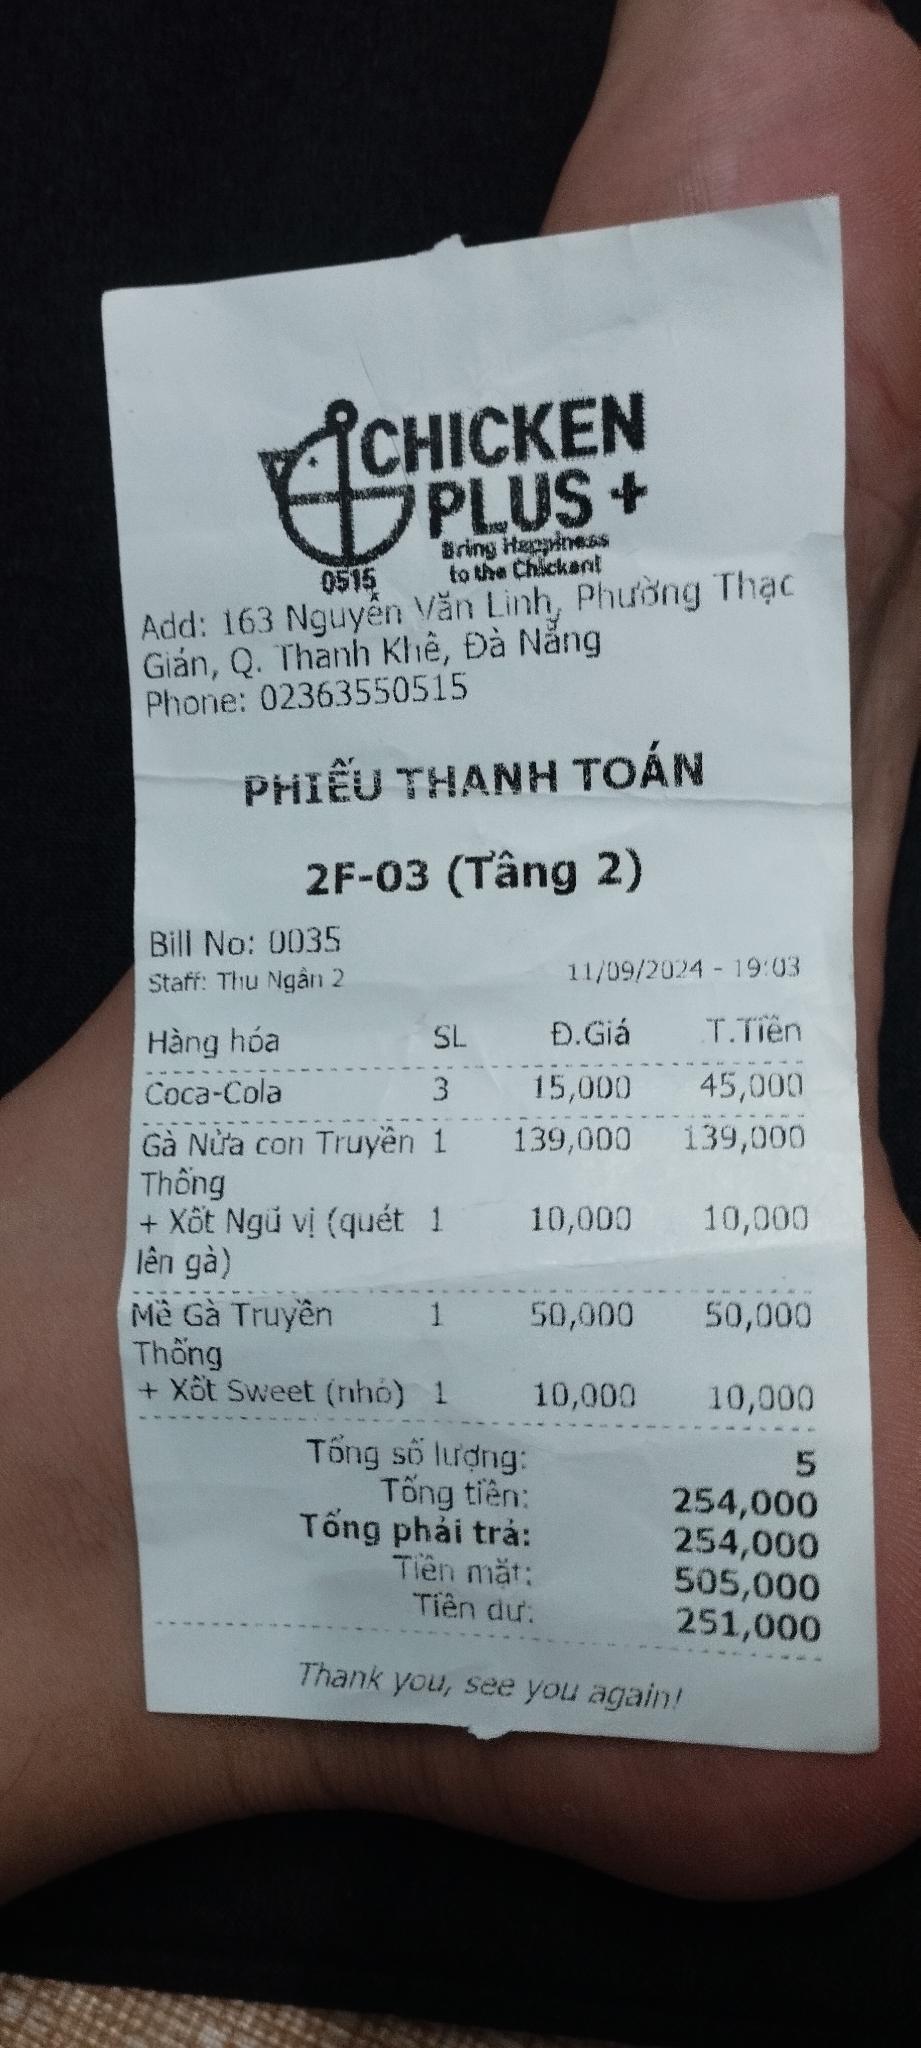 CHICKEN
PLUS +
Bring Happiness
to the Chicken!
0515
Add: 163 Nguyễn Văn Linh, Phường Thạc
Gián, Q. Thanh Khê, Đà Nẵng
Phone: 02363550515
PHIẾU THANH TOÁN
2F-03 (Tầng 2)
Bill No: 0035
Staff: Thu Ngân 2 11/09/2024 - 19:03
Hàng hóa SL Đ.Giá T.Tiền
Coca-Cola 3 15,000 45,000
Gà Nửa con Truyền 1 139,000 139,000
Thống
+ Xốt Ngũ vị (quét 1 10,000 10,000
lên gà)
Mề Gà Truyền 1 50,000 50,000
Thống
+ Xốt Sweet (nhỏ) 1 10,000 10,000
Tổng số lượng: 5
Tổng tiền: 254,000
Tổng phải trả: 254,000
Tiền mặt: 505,000
Tiền dư: 251,000
Thank you, see you again!